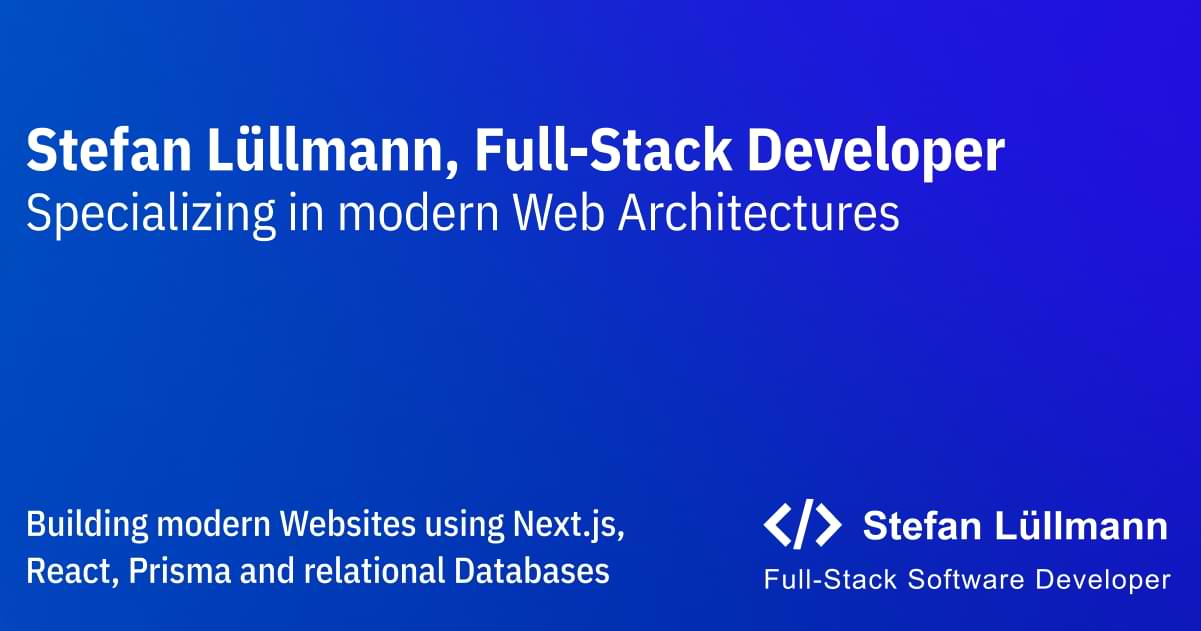 Stefan Lüllmann, Full-Stack Developer
Specializing in modern Web Architectures
Building modern Websites using Next.js,
React, Prisma and relational Databases
</> Stefan Lüllmann
Full-Stack Software Developer